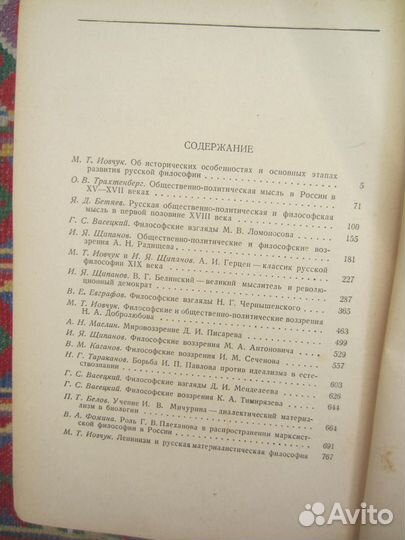 СОДЕРЖАНИЕ
М. Т. Иовчук. Об исторических особенностях и основных этапах
развития русской философии 5
О. В. Трахтенберг. Общественно-политическая мысль в России в
XV—XVII веках 71
Я. Д. Бетяев. Русская общественно-политическая и философская
мысль в первой половине XVIII века 100
Г. С. Васецкий. Философские взгляды М. В. Ломоносова 155
И. Я. Щипанов. Общественно-политические и философские воз-
зрения А. Н. Радищева 181
М. Т. Иовчук и И. Я. Щипанов. А. И. Герцен—классик русской
философии XIX века 227
И. Я. Щипанов. В. Г. Белинский—великий мыслитель и рево-
люционный демократ 287
В. Е. Евграфов. Философские взгляды Н. Г. Чернышевского 365
М. Т. Иовчук. Философские и общественно-политические воззрения
Н. А. Добролюбова 463
А. Н. Маслин. Мировоззрение Д. И. Писарева 499
И. Я. Щипанов. Философские воззрения М. А. Антоновича 529
В. М. Каганов. Философские воззрения И. М. Сеченова 557
Н. Г. Тараканов. Борьба И. П. Павлова против идеализма в есте-
ствознании 603
Г. С. Васецкий. Философские взгляды Д. И. Менделеева 626
Г. С. Васецкий. Философские воззрения К. А. Тимирязева 644
П. Т. Белов. Учение И. В. Мичурина—диалектический материа-
лизм в биологии 664
В. А. Фомина. Роль Г. В. Плеханова в распространении марксист-
ской философии в России 691
М. Т. Иовчук. Ленинизм и русская материалистическая философия 767
Avito